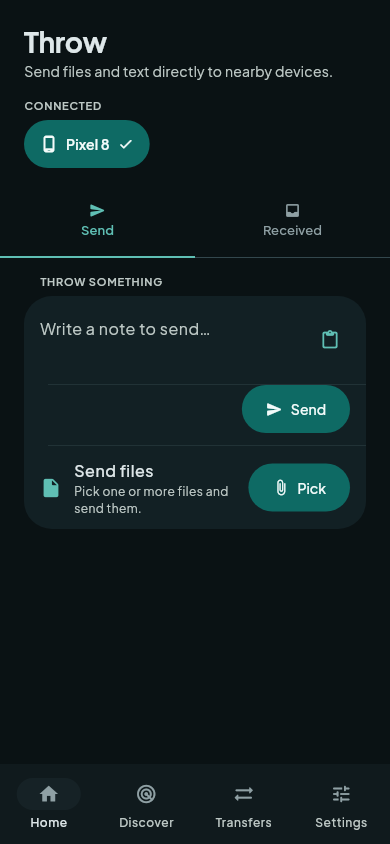 Throw
Send files and text directly to nearby devices.
CONNECTED
Pixel 8
Send
Received
THROW SOMETHING
Write a note to send…
Send
Send files
Pick one or more files and
send them.
Pick
Home
Discover
Transfers
Settings